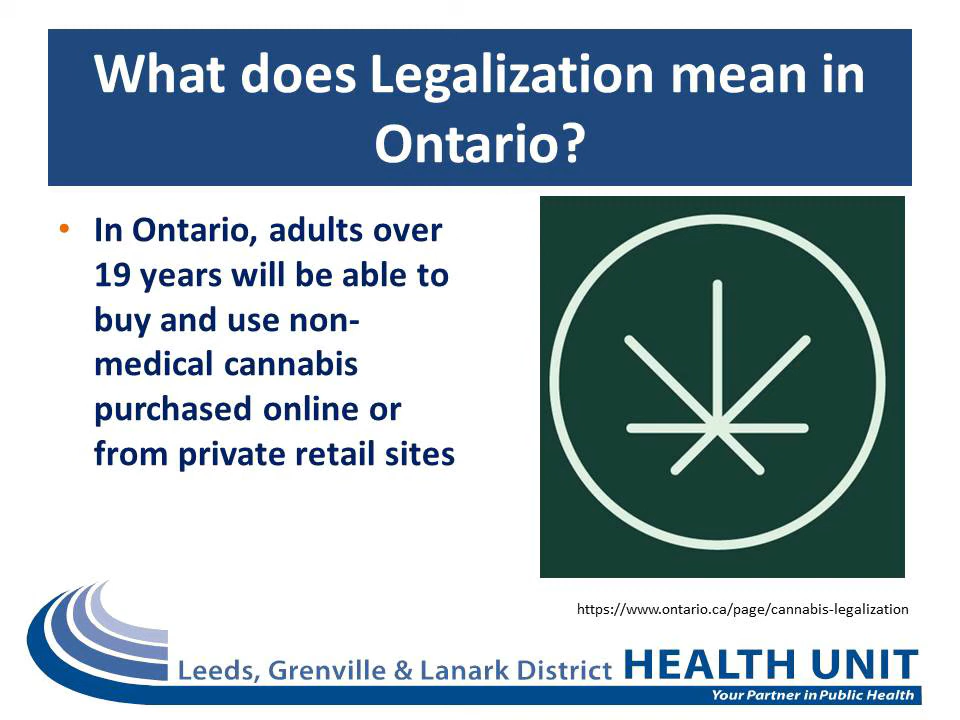 What does Legalization mean in
Ontario?
• In Ontario, adults over
19 years will be able to
buy and use non-
medical cannabis
purchased online or
from private retail sites
https://www.ontario.ca/page/cannabis-legalization
Leeds, Grenville & Lanark District HEALTH UNIT
Your Partner in Public Health